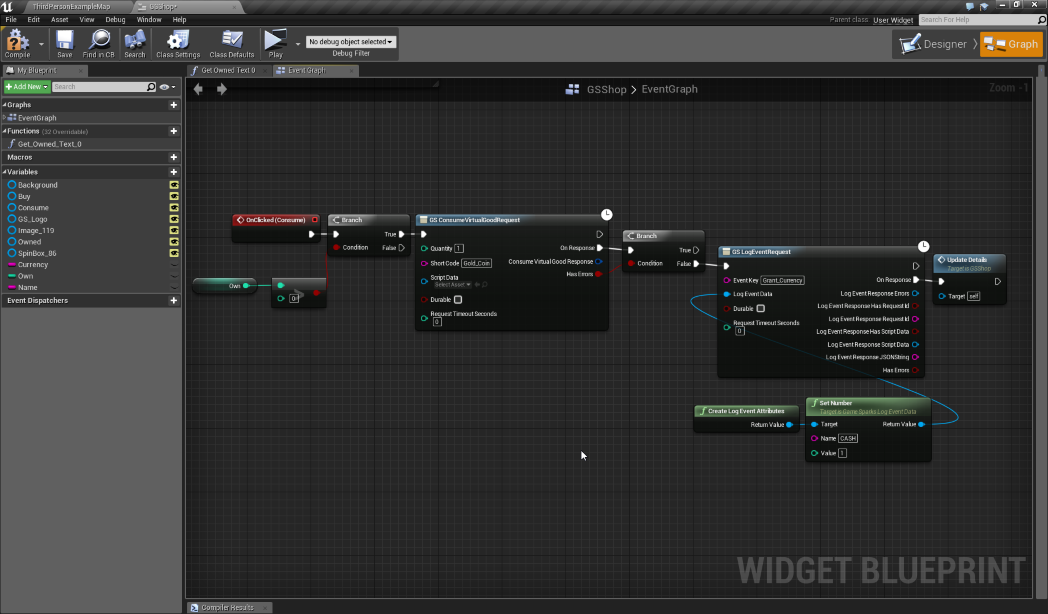 ThirdPersonExampleMap
GSShop*
File Edit Asset View Debug Window Help
Parent class: User Widget
Search For Help
Compile
Save
Find in CB
Search
Class Settings
Class Defaults
Play
No debug object selected
Debug Filter
Designer
Graph
My Blueprint
Get Owned Text 0
Event Graph
+Add New
Search
GSShop > EventGraph
Zoom -1
Graphs
EventGraph
Functions (32 Overridable)
Get_Owned_Text_0
Macros
Variables
Background
Buy
Consume
GS_Logo
Image_119
Owned
SpinBox_86
Currency
Own
Name
Event Dispatchers
OnClicked (Consume)
Branch
True
Condition
False
Own
>
0
GS ConsumeVirtualGoodRequest
Quantity 1
On Response
Short Code Gold_Coin
Consume Virtual Good Response
Script Data
Select Asset
Has Errors
Durable
Request Timeout Seconds
0
Branch
True
Condition
False
GS LogEventRequest
Event Key Grant_Currency
On Response
Log Event Data
Log Event Response Errors
Durable
Log Event Response Has Request Id
Request Timeout Seconds
0
Log Event Response Request Id
Log Event Response Has Script Data
Log Event Response Script Data
Log Event Response JSONString
Has Errors
Update Details
Target is GSShop
Target self
Create Log Event Attributes
Return Value
Set Number
Target is Game Sparks Log Event Data
Target
Return Value
Name CASH
Value 1
WIDGET BLUEPRINT
Compiler Results